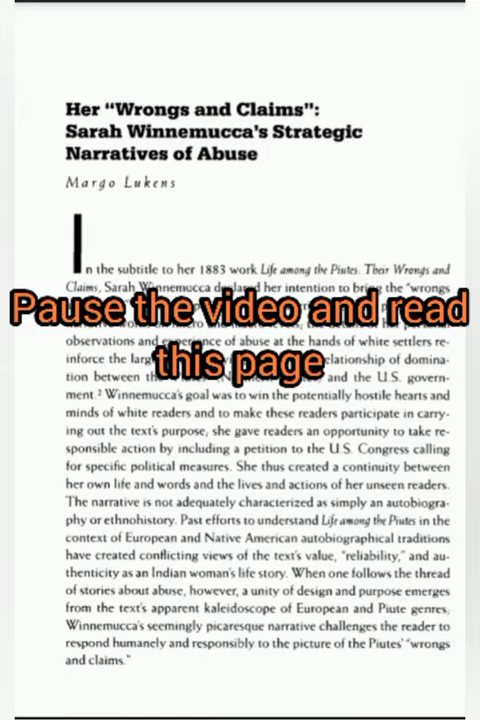 Her "Wrongs and Claims":
Sarah Winnemucca's Strategic
Narratives of Abuse
Margo Lukens
In the subtitle to her 1883 work Life among the Piutes: Their Wrongs and
Claims, Sarah Winnemucca declared her intention to bring the "wrongs
Pause the video and read
observations and experience of abuse at the hands of white settlers re-
this page
inforce the relationship of domina-
tion between and the U.S. govern-
ment.² Winnemucca's goal was to win the potentially hostile hearts and
minds of white readers and to make these readers participate in carry-
ing out the text's purpose; she gave readers an opportunity to take re-
sponsible action by including a petition to the U.S. Congress calling
for specific political measures. She thus created a continuity between
her own life and words and the lives and actions of her unseen readers.
The narrative is not adequately characterized as simply an autobiogra-
phy or ethnohistory. Past efforts to understand Life among the Piutes in the
context of European and Native American autobiographical traditions
have created conflicting views of the text's value, "reliability," and au-
thenticity as an Indian woman's life story. When one follows the thread
of stories about abuse, however, a unity of design and purpose emerges
from the text's apparent kaleidoscope of European and Piute genres;
Winnemucca's seemingly picaresque narrative challenges the reader to
respond humanely and responsibly to the picture of the Piutes' "wrongs
and claims."